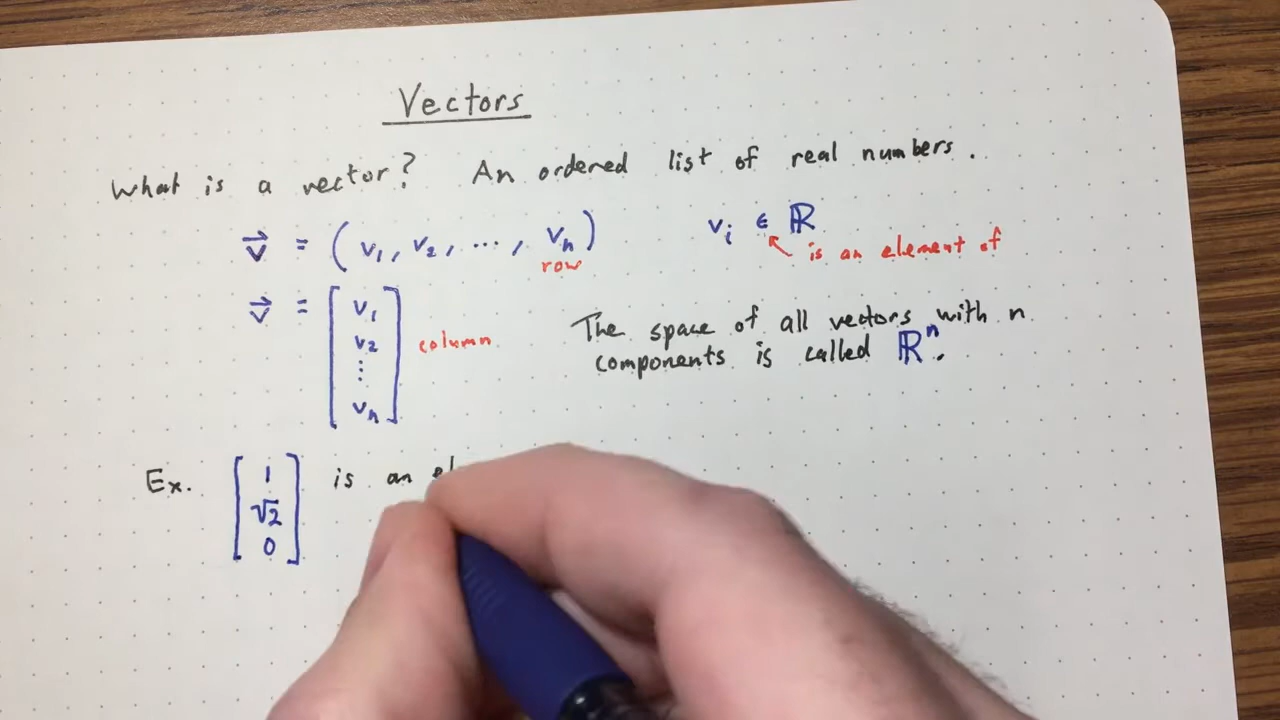 Vectors
What is a vector? An ordered list of real numbers.
v⃗ = (v₁, v₂, ..., vₙ) vᵢ ∈ ℝ
row is an element of
v⃗ = [v₁ v₂ ⋮ vₙ] column
The space of all vectors with n
components is called ℝⁿ.
Ex. [1 √2 0] is an el